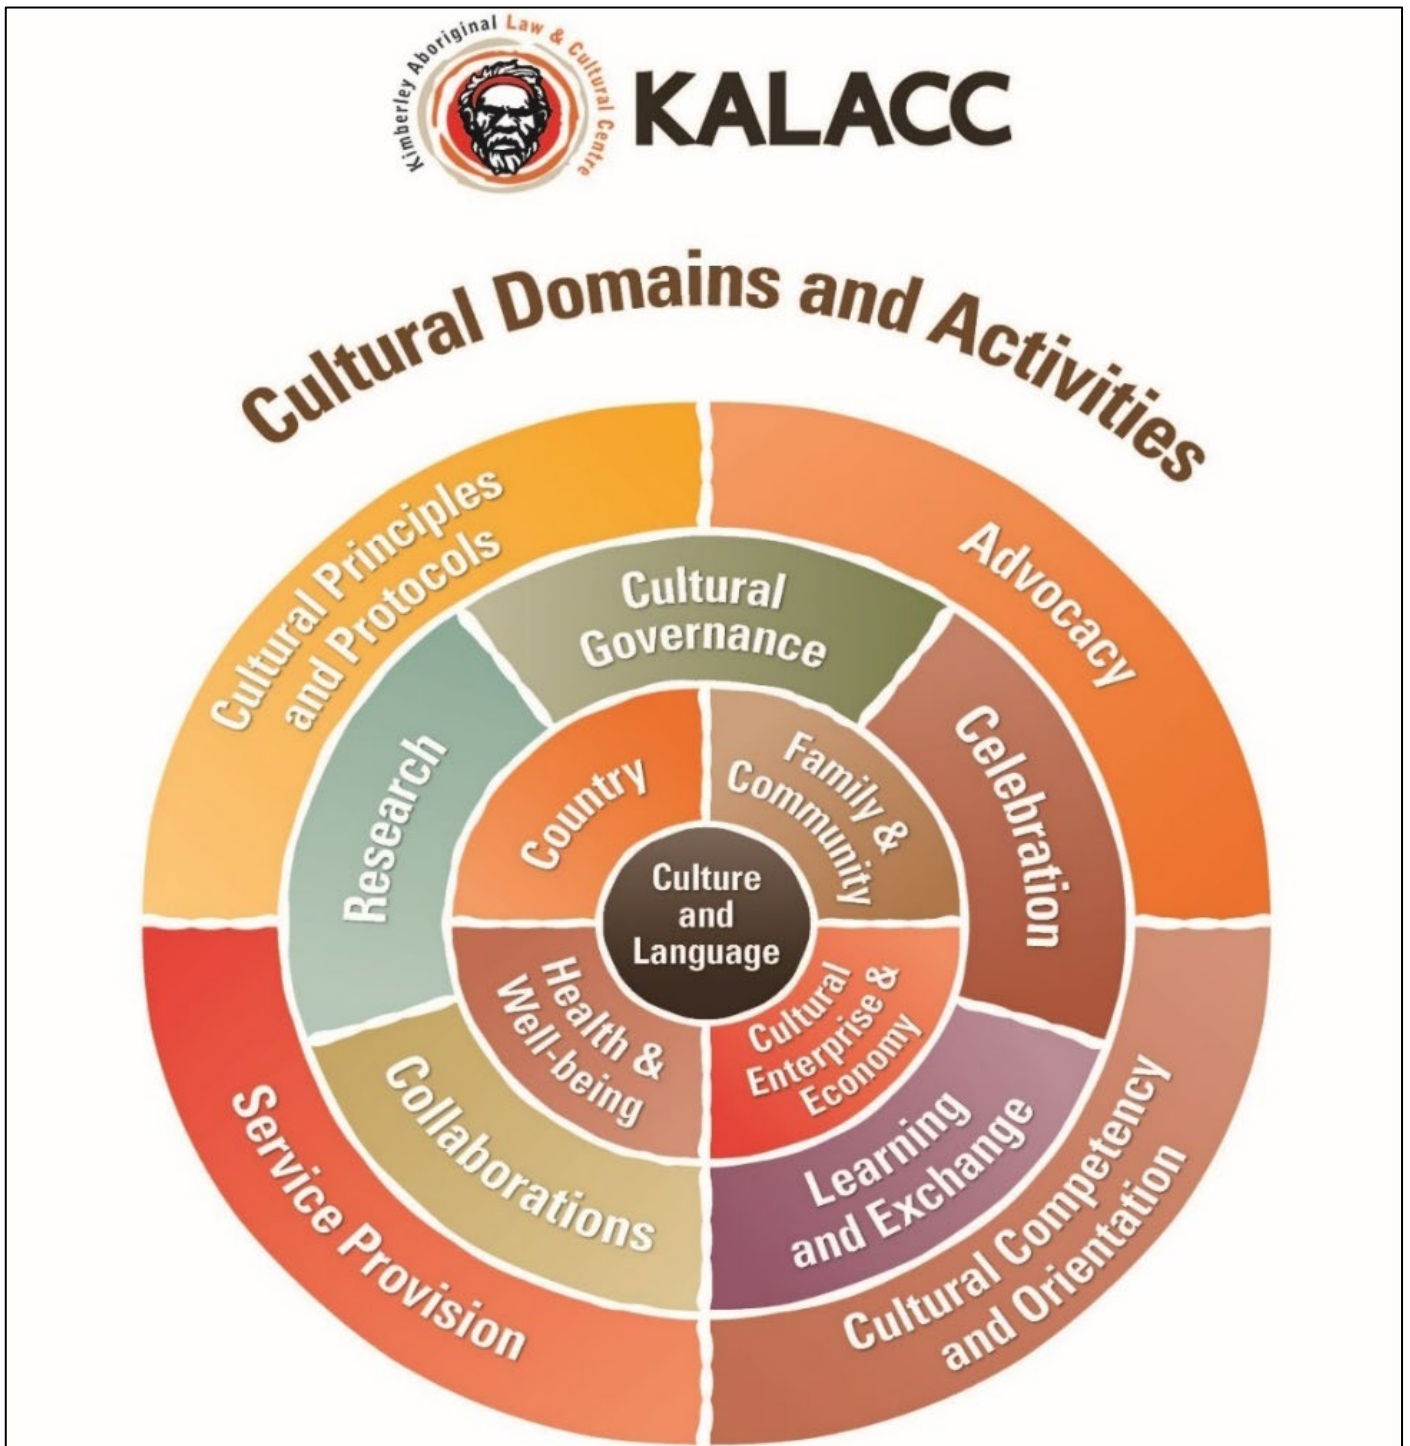 Kimberley Aboriginal Law & Cultural Centre
KALACC
Cultural Domains and Activities
Cultural Principles
and Protocols
Advocacy
Cultural
Governance
Research
Celebration
Country
Family &
Community
Culture
and
Language
Health &
Well-being
Cultural
Enterprise &
Economy
Collaborations
Learning
and Exchange
Service Provision
Cultural Competency
and Orientation